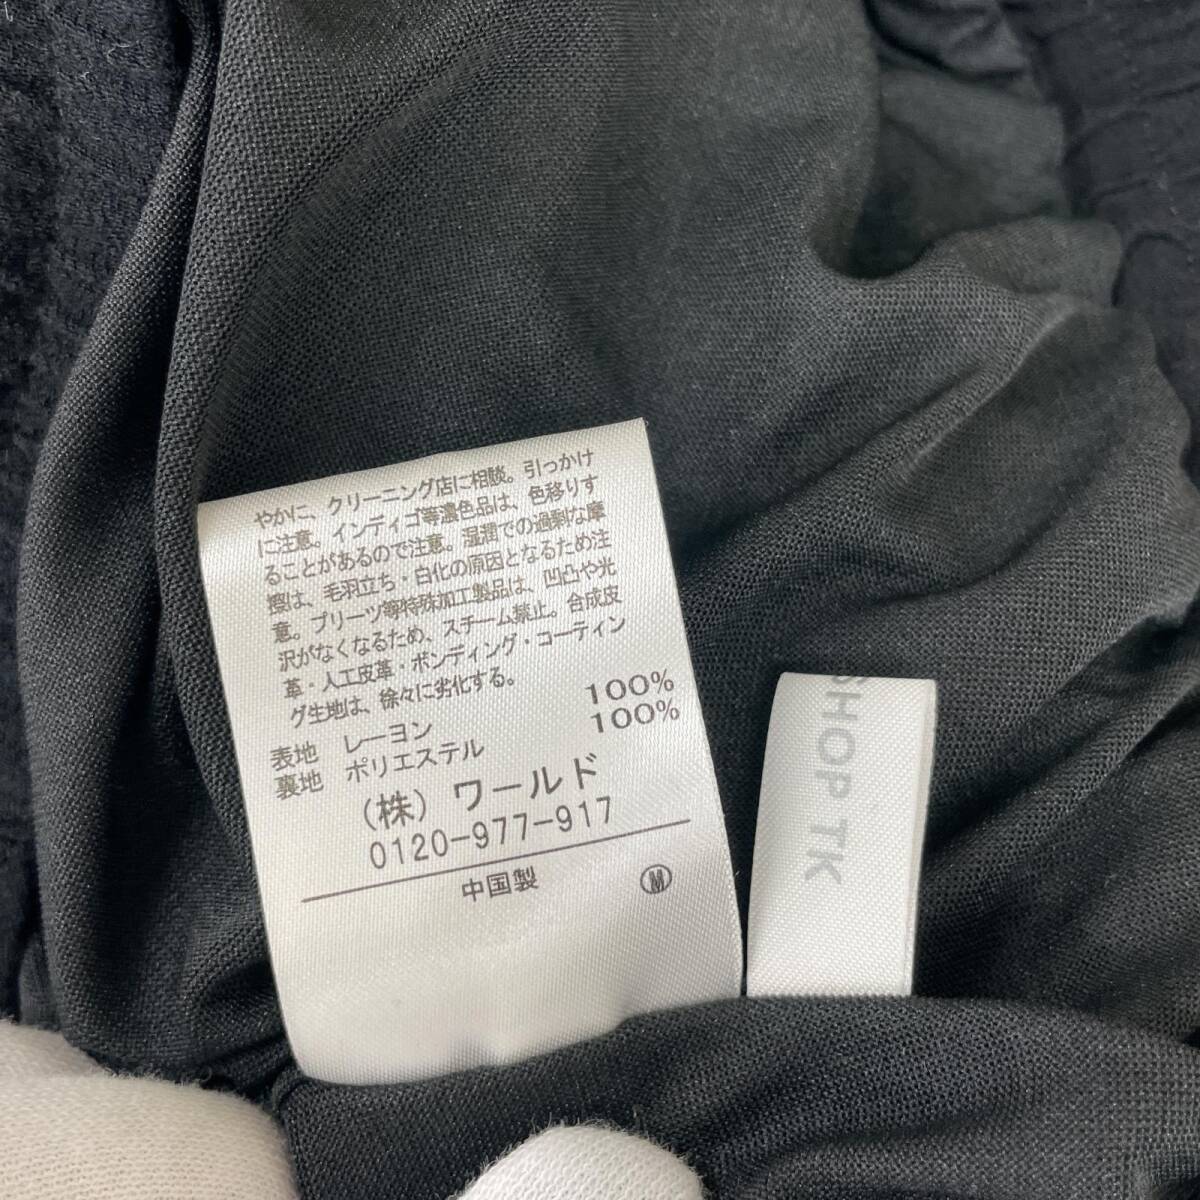 やかに、クリーニング店に相談。引っかけ
に注意。インディゴ等濃色品は、色移りす
ることがあるので注意。湿潤での過剰な摩
擦は、毛羽立ち・白化の原因となるため注
意。プリーツ等特殊加工製品は、凹凸や光
沢がなくなるため、スチーム禁止。合成皮
革・人工皮革・ボンディング・コーティン
グ生地は、徐々に劣化する。
表地 レーヨン 100%
裏地 ポリエステル 100%
(株) ワールド
0120-977-917
中国製 M
SHOP TK